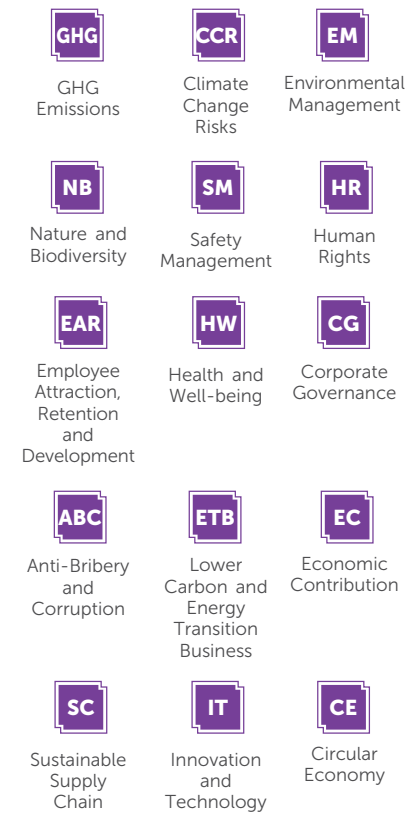 GHG
GHG
Emissions
CCR
Climate
Change
Risks
EM
Environmental
Management
NB
Nature and
Biodiversity
SM
Safety
Management
HR
Human
Rights
EAR
Employee
Attraction,
Retention
and
Development
HW
Health and
Well-being
CG
Corporate
Governance
ABC
Anti-Bribery
and
Corruption
ETB
Lower
Carbon and
Energy
Transition
Business
EC
Economic
Contribution
SC
Sustainable
Supply
Chain
IT
Innovation
and
Technology
CE
Circular
Economy